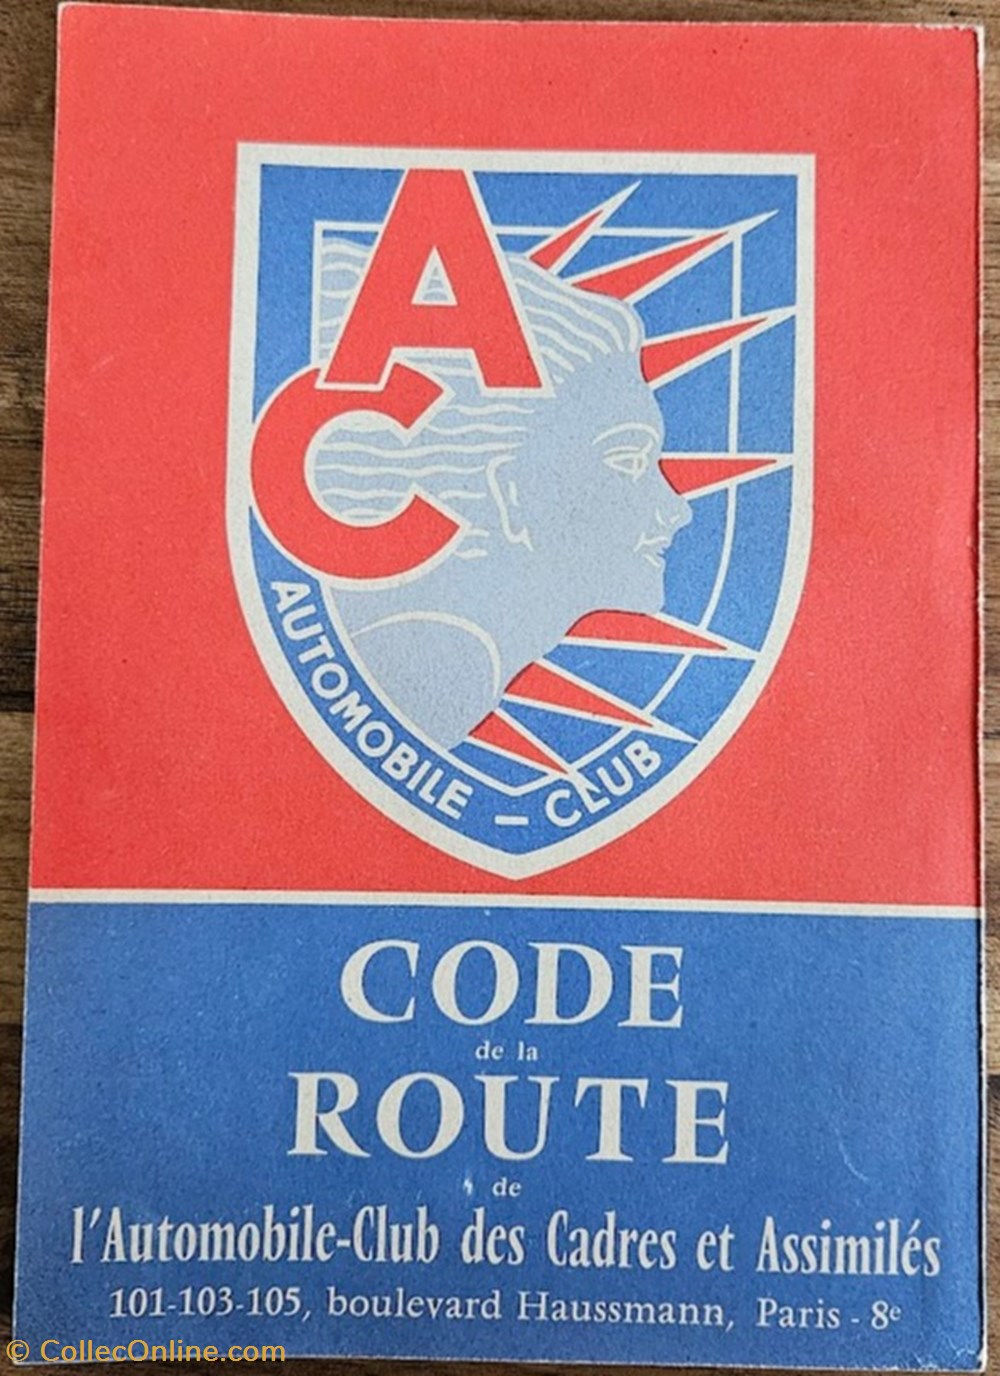 AC
AUTOMOBILE - CLUB
CODE
de la
ROUTE
de
l'Automobile-Club des Cadres et Assimilés
101-103-105, boulevard Haussmann, Paris - 8e
© CollecOnline.com